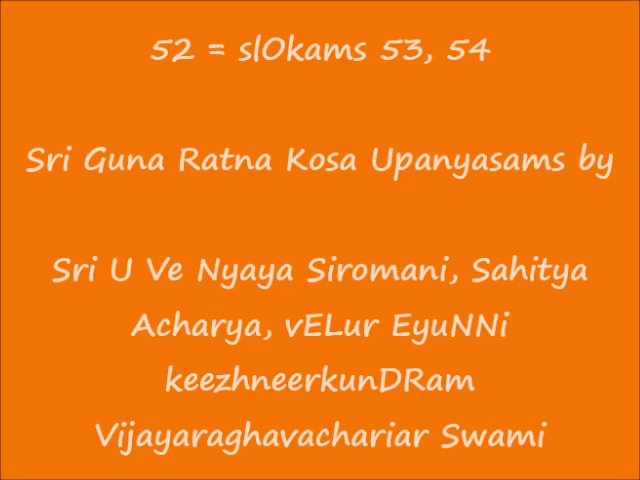 52 = slOkams 53, 54
Sri Guna Ratna Kosa Upanyasams by
Sri U Ve Nyaya Siromani, Sahitya
Acharya, vELur EyuNNi
keezhneerkunDRam
Vijayaraghavachariar Swami